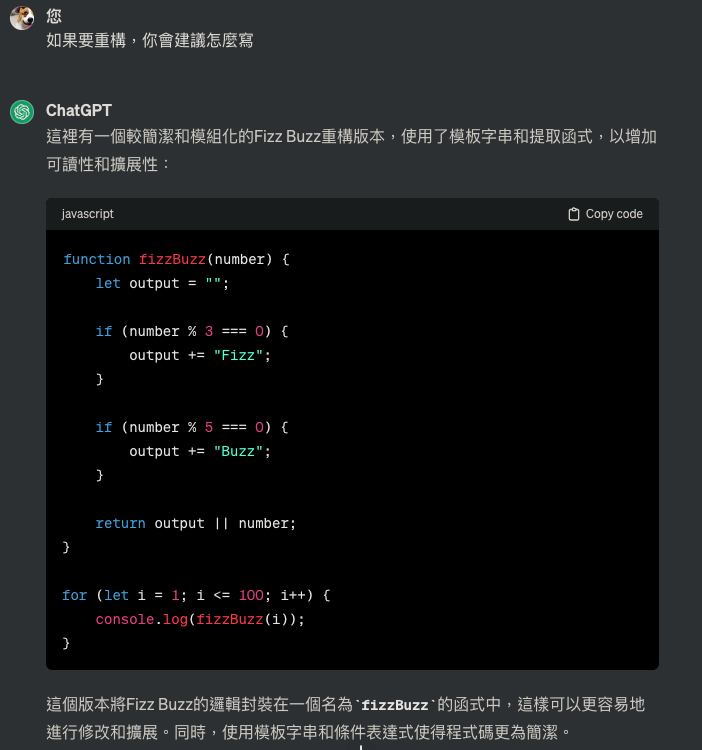 您
如果要重構，你會建議怎麼寫
ChatGPT
這裡有一個較簡潔和模組化的Fizz Buzz重構版本，使用了模板字串和提取函式，以增加
可讀性和擴展性：
javascript
Copy code
function fizzBuzz(number) {
    let output = "";
    if (number % 3 === 0) {
        output += "Fizz";
    }
    if (number % 5 === 0) {
        output += "Buzz";
    }
    return output || number;
}
for (let i = 1; i <= 100; i++) {
    console.log(fizzBuzz(i));
}
這個版本將Fizz Buzz的邏輯封裝在一個名為`fizzBuzz`的函式中，這樣可以更容易地
進行修改和擴展。同時，使用模板字串和條件表達式使得程式碼更為簡潔。